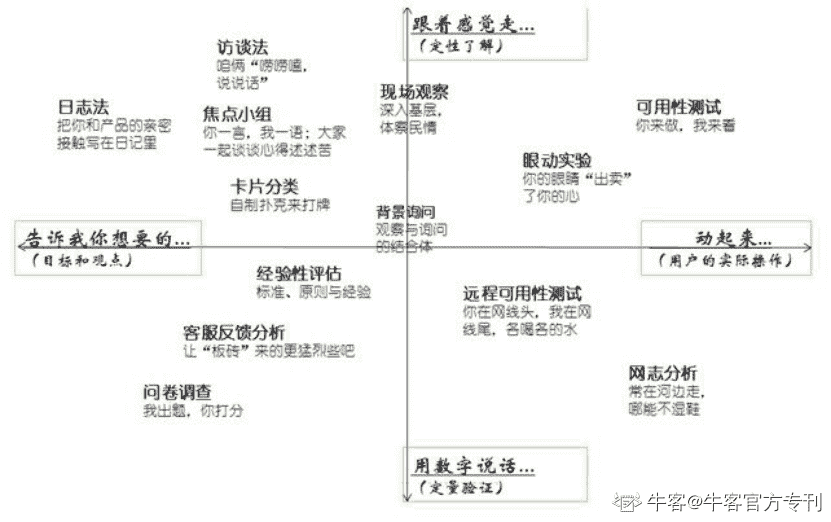 跟着感觉走...
(定性了解)
访谈法
咱俩“唠唠嗑，
说说话”
现场观察
深入基层，
体察民情
日志法
把你和产品的亲密
接触写在日记里
焦点小组
你一言，我一语；大家
一起谈谈心得述述苦
可用性测试
你来做，我来看
眼动实验
你的眼睛“出卖”
了你的心
卡片分类
自制扑克来打牌
背景询问
观察与询问
的结合体
告诉我你想要的...
(目标和观点)
动起来...
(用户的实际操作)
经验性评估
标准、原则与经验
远程可用性测试
你在网线头，我在网
线尾，各喝各的水
客服反馈分析
让“板砖”来的更猛烈些吧
问卷调查
我出题，你打分
网志分析
常在河边走，
哪能不湿鞋
用数字说话...
(定量验证)
牛客@牛客官方专刊